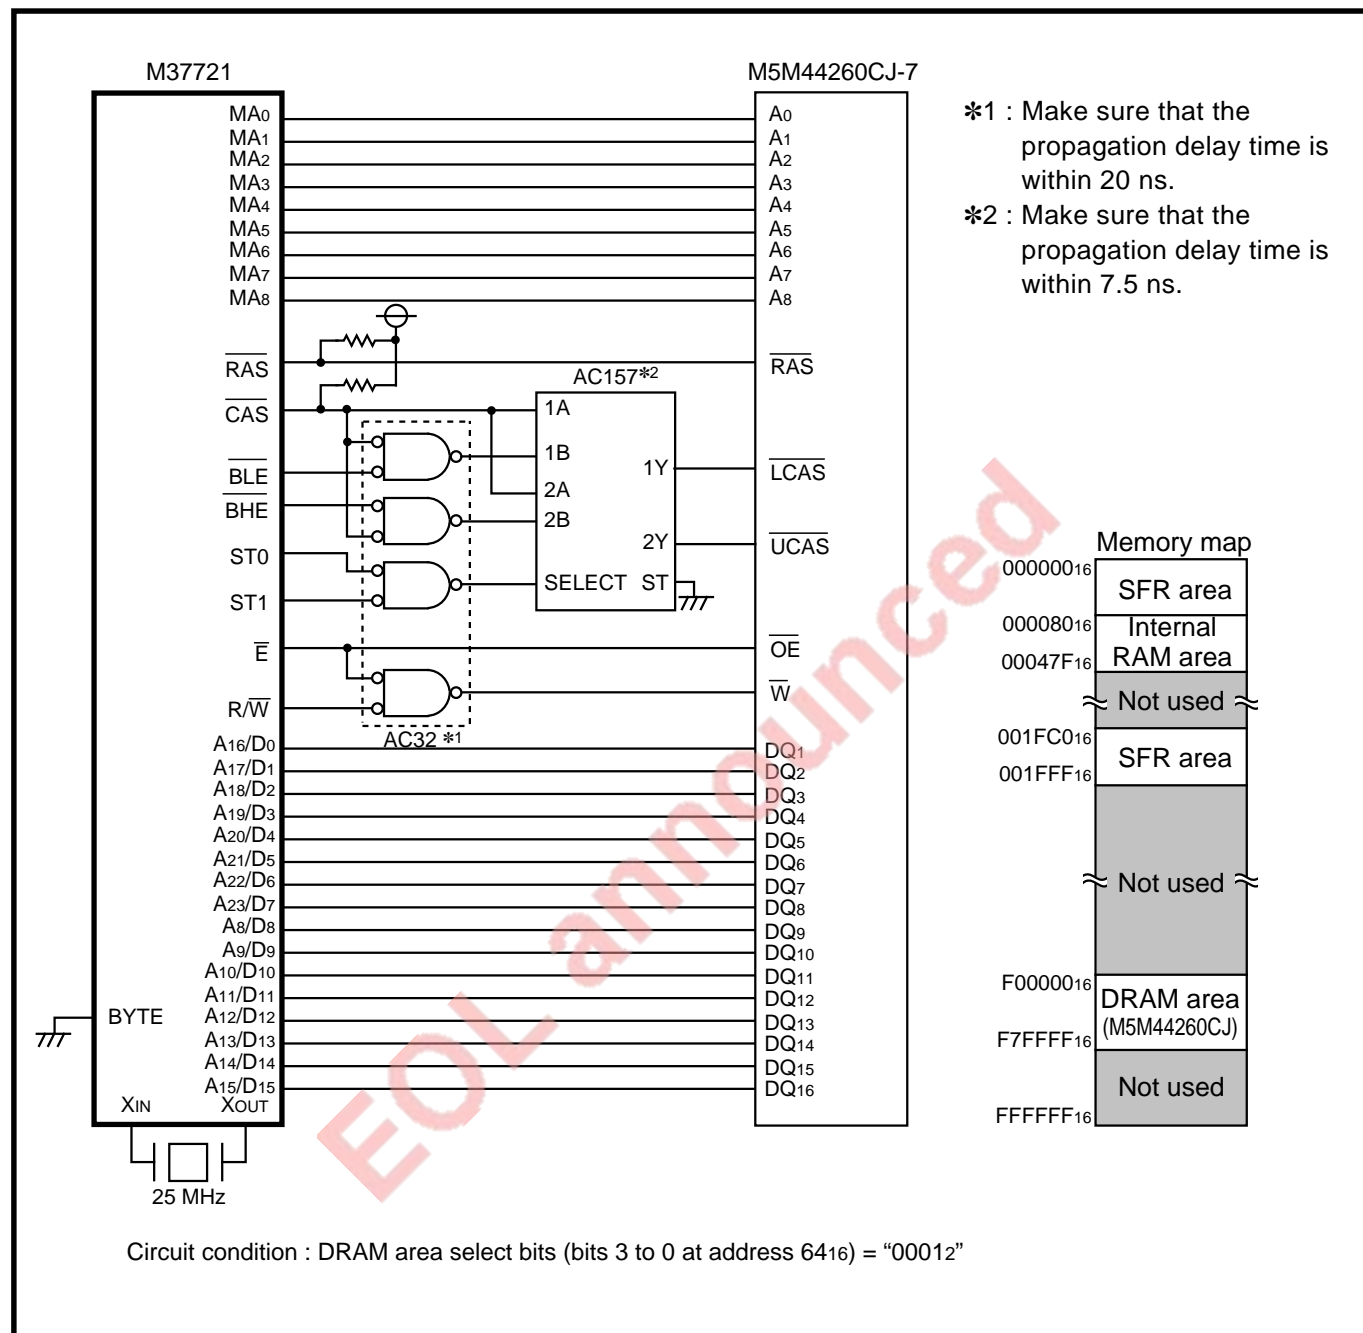 M37721
M5M44260CJ-7
MA0
MA1
MA2
MA3
MA4
MA5
MA6
MA7
MA8
RAS
CAS
BLE
BHE
ST0
ST1
E
R/W
A16/D0
A17/D1
A18/D2
A19/D3
A20/D4
A21/D5
A22/D6
A23/D7
A8/D8
A9/D9
A10/D10
A11/D11
A12/D12
A13/D13
A14/D14
A15/D15
BYTE
XIN
XOUT
25 MHz
AC157*2
1A
1B
2A
2B
SELECT
1Y
2Y
ST
AC32 *1
A0
A1
A2
A3
A4
A5
A6
A7
A8
RAS
LCAS
UCAS
OE
W
DQ1
DQ2
DQ3
DQ4
DQ5
DQ6
DQ7
DQ8
DQ9
DQ10
DQ11
DQ12
DQ13
DQ14
DQ15
DQ16
✻1 : Make sure that the
propagation delay time is
within 20 ns.
✻2 : Make sure that the
propagation delay time is
within 7.5 ns.
Memory map
00000016
SFR area
00008016
Internal
RAM area
00047F16
Not used
001FC016
SFR area
001FFF16
Not used
F0000016
DRAM area
(M5M44260CJ)
F7FFFF16
Not used
FFFFFF16
EOL announced
Circuit condition : DRAM area select bits (bits 3 to 0 at address 6416) = “00012”